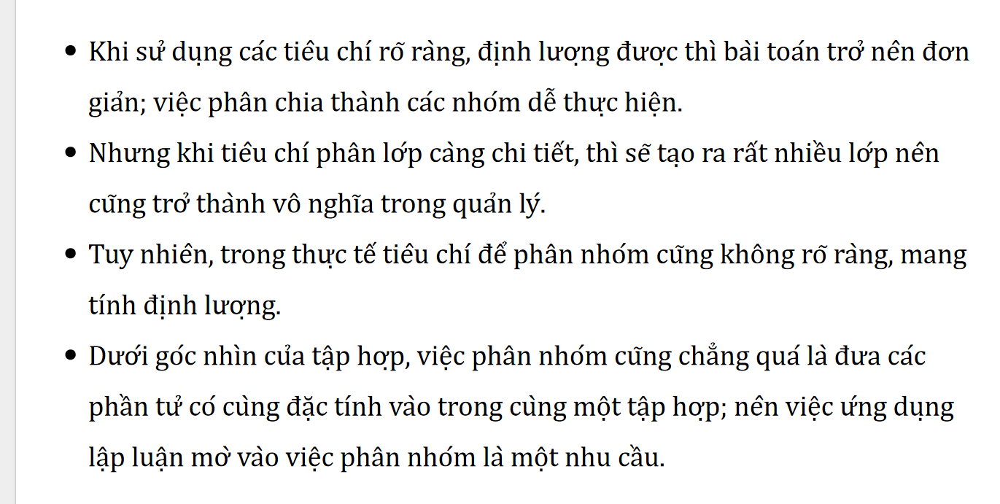 • Khi sử dụng các tiêu chí rõ ràng, định lượng được thì bài toán trở nên đơn
giản; việc phân chia thành các nhóm dễ thực hiện.
• Nhưng khi tiêu chí phân lớp càng chi tiết, thì sẽ tạo ra rất nhiều lớp nên
cũng trở thành vô nghĩa trong quản lý.
• Tuy nhiên, trong thực tế tiêu chí để phân nhóm cũng không rõ ràng, mang
tính định lượng.
• Dưới góc nhìn của tập hợp, việc phân nhóm cũng chẳng quá là đưa các
phần tử có cùng đặc tính vào trong cùng một tập hợp; nên việc ứng dụng
lập luận mờ vào việc phân nhóm là một nhu cầu.